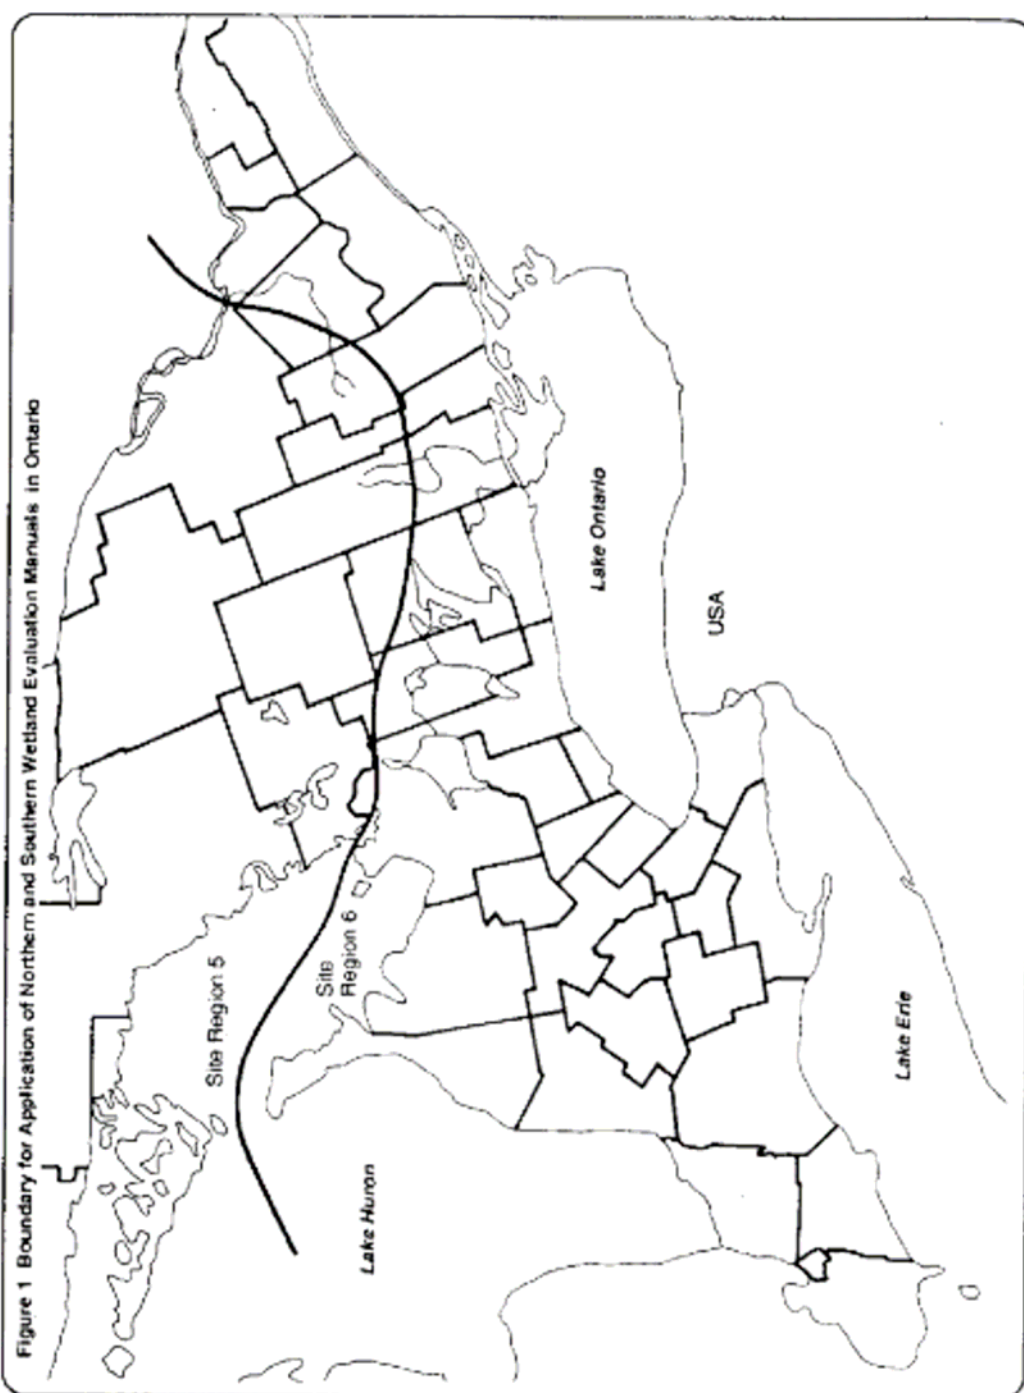 Figure 1 Boundary for Application of Northern and Southern Wetland Evaluation Manuals in Ontario
Site Region 5
Site
Region 6
Lake Huron
Lake Ontario
USA
Lake Erie